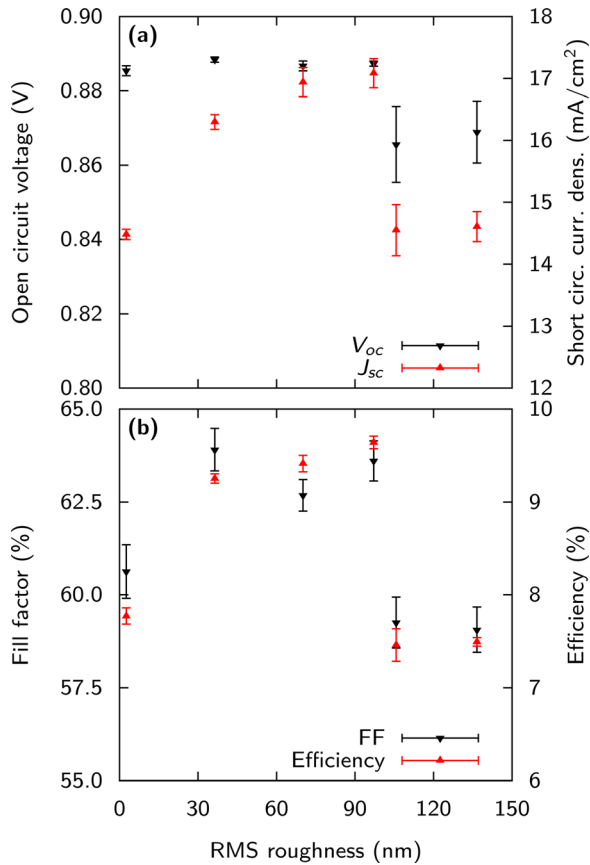 (a)
Open circuit voltage (V)
0.90
0.88
0.86
0.84
0.82
0.80
Short circ. curr. dens. (mA/cm²)
18
17
16
15
14
13
12
Voc
Jsc
(b)
Fill factor (%)
65.0
62.5
60.0
57.5
55.0
Efficiency (%)
10
9
8
7
6
FF
Efficiency
0 30 60 90 120 150
RMS roughness (nm)